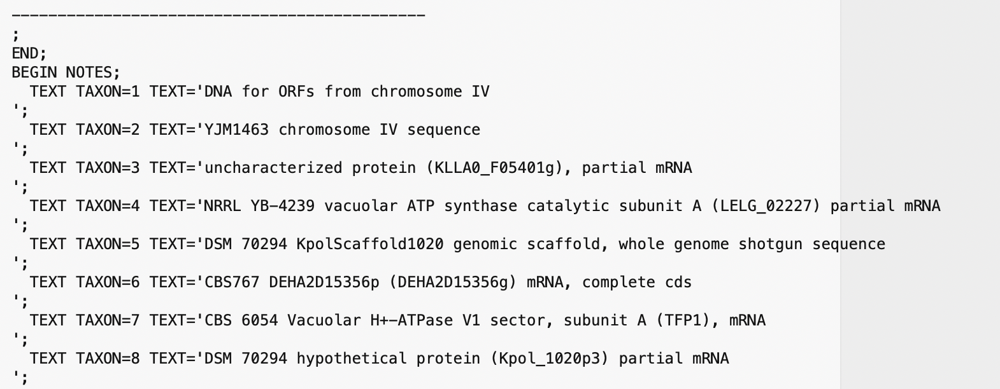 ---------------------------------------------
;
END;
BEGIN NOTES;
  TEXT TAXON=1 TEXT='DNA for ORFs from chromosome IV
';
  TEXT TAXON=2 TEXT='YJM1463 chromosome IV sequence
';
  TEXT TAXON=3 TEXT='uncharacterized protein (KLLA0_F05401g), partial mRNA
';
  TEXT TAXON=4 TEXT='NRRL YB-4239 vacuolar ATP synthase catalytic subunit A (LELG_02227) partial mRNA
';
  TEXT TAXON=5 TEXT='DSM 70294 KpolScaffold1020 genomic scaffold, whole genome shotgun sequence
';
  TEXT TAXON=6 TEXT='CBS767 DEHA2D15356p (DEHA2D15356g) mRNA, complete cds
';
  TEXT TAXON=7 TEXT='CBS 6054 Vacuolar H+-ATPase V1 sector, subunit A (TFP1), mRNA
';
  TEXT TAXON=8 TEXT='DSM 70294 hypothetical protein (Kpol_1020p3) partial mRNA
';